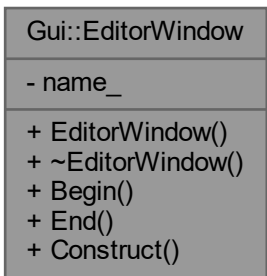 Gui::EditorWindow
- name_
+ EditorWindow()
+ ~EditorWindow()
+ Begin()
+ End()
+ Construct()